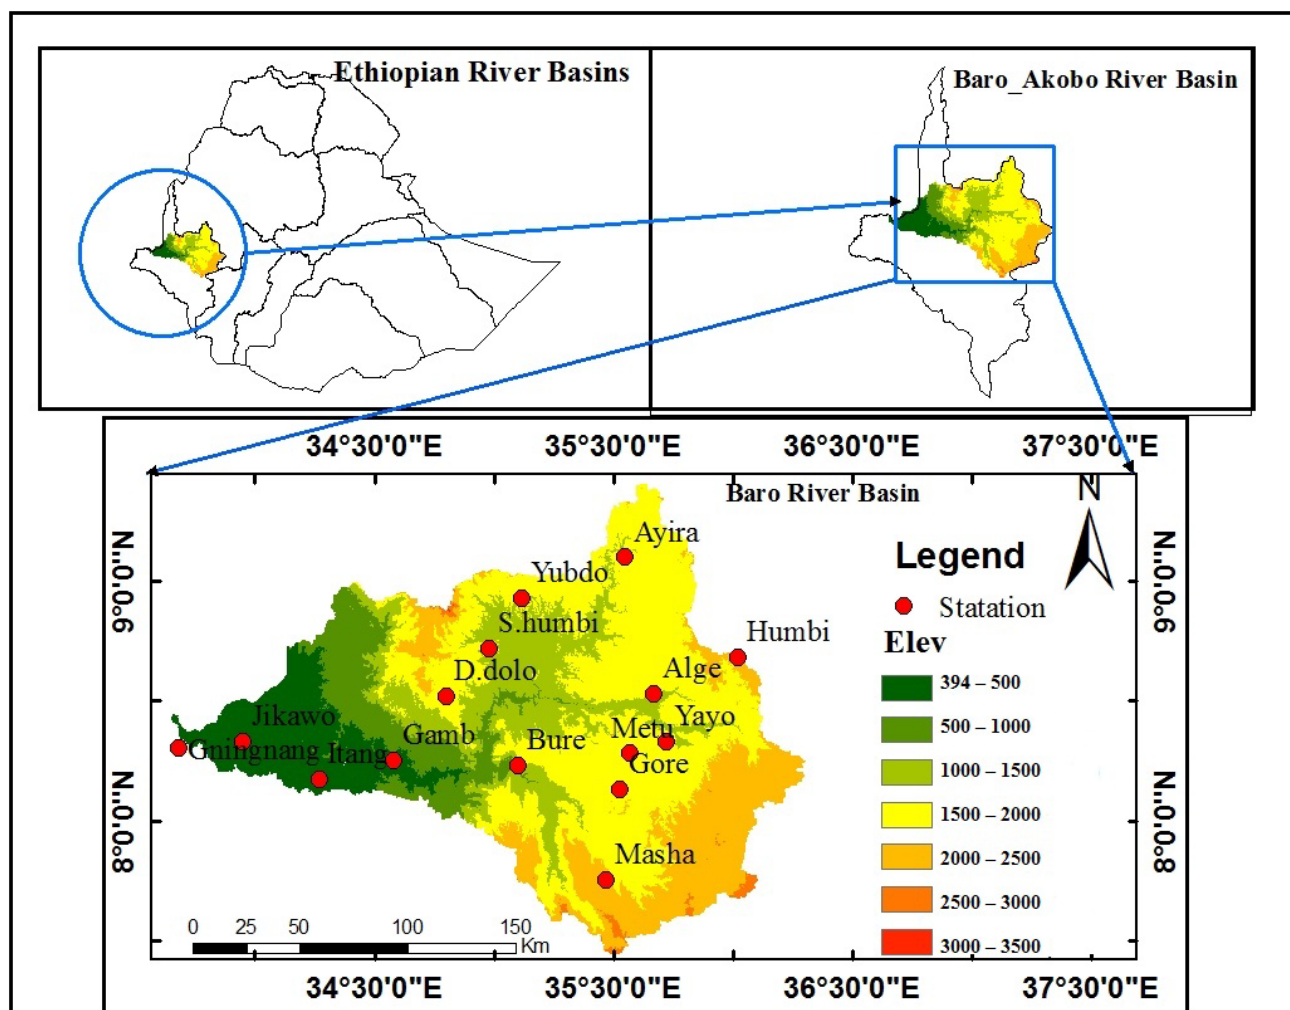 Ethiopian River Basins
Baro_Akobo River Basin
34°30'0"E 35°30'0"E 36°30'0"E 37°30'0"E
Baro River Basin
N
9°0'0"N
8°0'0"N
9°0'0"N
8°0'0"N
Ayira
Yubdo
S.humbi
Humbi
D.dolo
Alge
Jikawo
Gamb
Metu
Yayo
Gningnang
Itang
Bure
Gore
Masha
Legend
Statation
Elev
394 – 500
500 – 1000
1000 – 1500
1500 – 2000
2000 – 2500
2500 – 3000
3000 – 3500
0 25 50 100 150
Km
34°30'0"E 35°30'0"E 36°30'0"E 37°30'0"E